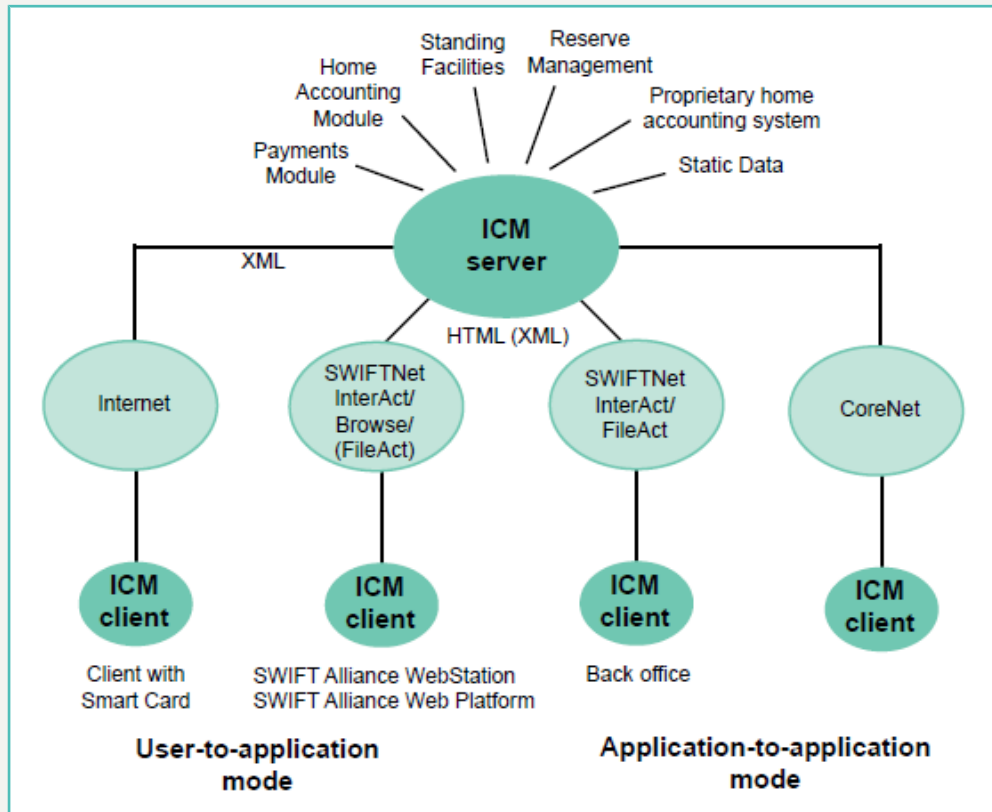 Standing
Facilities
Reserve
Management
Home
Accounting
Module
Proprietary home
accounting system
Payments
Module
Static Data
ICM
server
XML
HTML (XML)
Internet
SWIFTNet
InterAct/
Browse/
(FileAct)
SWIFTNet
InterAct/
FileAct
CoreNet
ICM
client
ICM
client
ICM
client
ICM
client
Client with
Smart Card
SWIFT Alliance WebStation
SWIFT Alliance Web Platform
Back office
User-to-application
mode
Application-to-application
mode